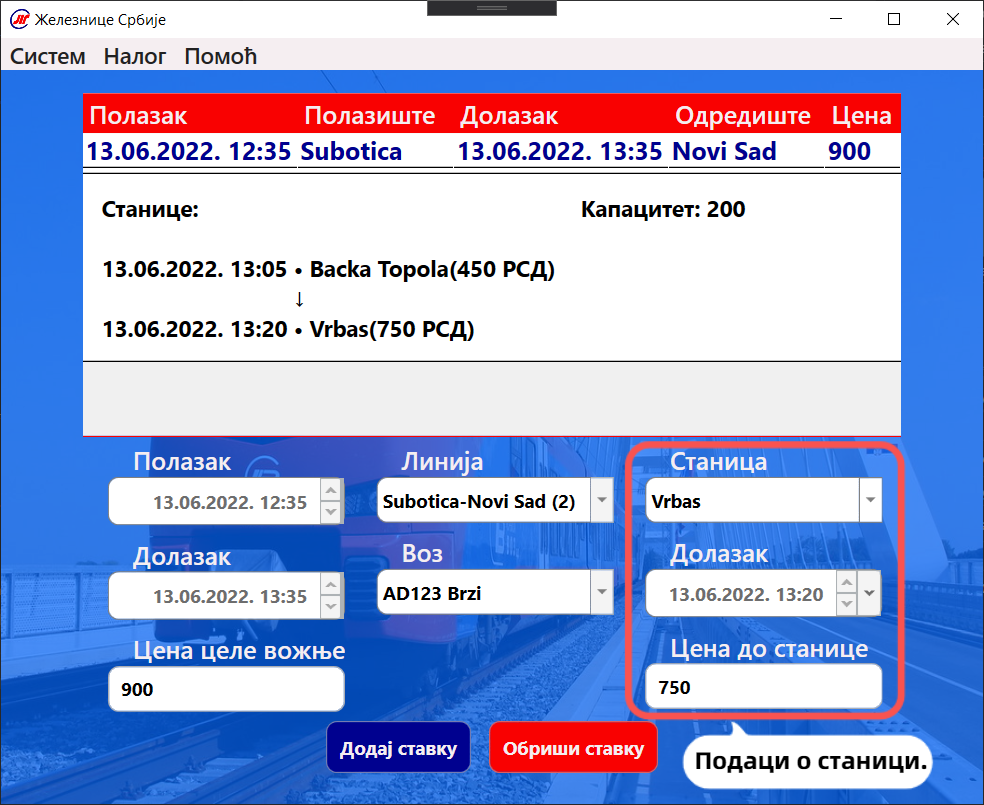 Железнице Србије
Систем Налог Помоћ
Полазак Полазиште Долазак Одредиште Цена
13.06.2022. 12:35 Subotica 13.06.2022. 13:35 Novi Sad 900
Станице: Капацитет: 200
13.06.2022. 13:05 • Backa Topola(450 РСД)
↓
13.06.2022. 13:20 • Vrbas(750 РСД)
Полазак Линија Станица
13.06.2022. 12:35 Subotica-Novi Sad (2) Vrbas
Долазак Воз Долазак
13.06.2022. 13:35 AD123 Brzi 13.06.2022. 13:20
Цена целе вожње Цена до станице
900 750
Додај ставку Обриши ставку
Подаци о станици.